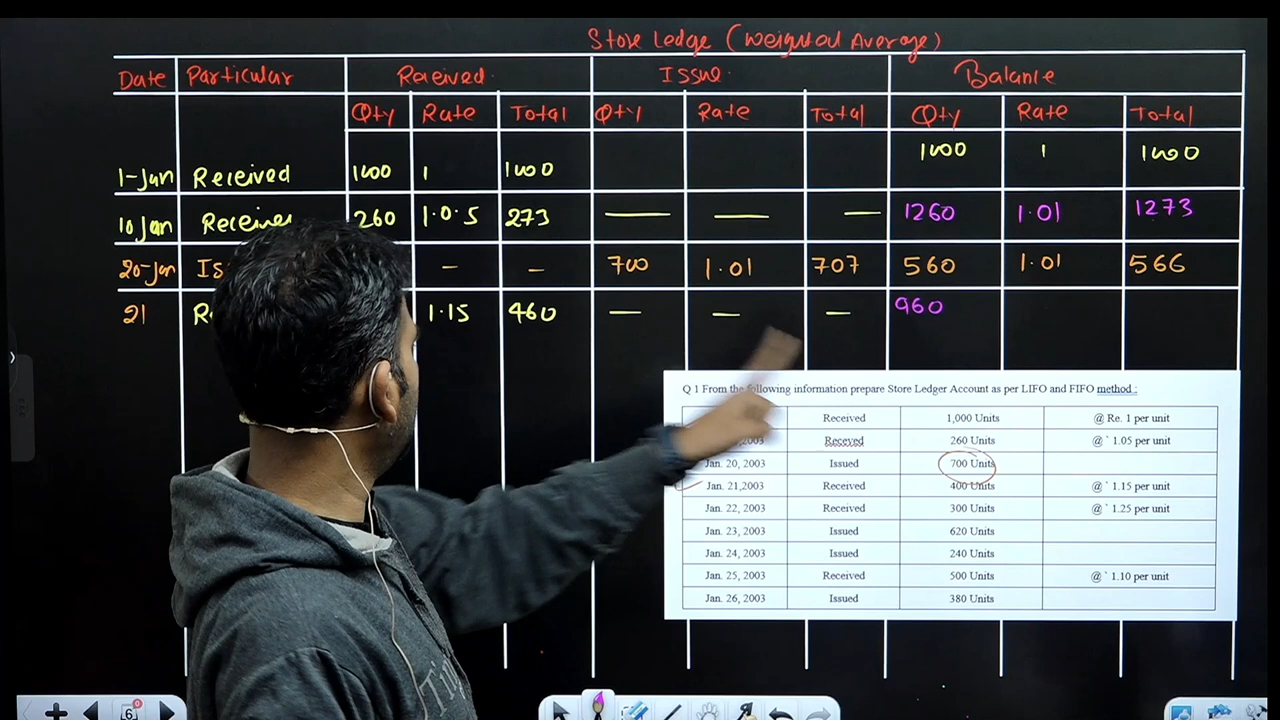 Store Ledge (Weighted Average)
Date Particular Received Issue Balance
Qty Rate Total Qty Rate Total Qty Rate Total
1-Jan Received 1000 1 1000 1000 1 1000
10 Jan 260 1.0.5 273 — — — 1260 1.01 1273
20-Jan - - 700 1.01 707 560 1.01 566
21 1.15 460 — — — 960
Q 1 From the following information prepare Store Ledger Account as per LIFO and FIFO method :
Received 1,000 Units @ Re. 1 per unit
2003 Receved 260 Units @ ` 1.05 per unit
Jan. 20, 2003 Issued 700 Units
Jan. 21,2003 Received 400 Units @ ` 1.15 per unit
Jan. 22, 2003 Received 300 Units @ ` 1.25 per unit
Jan. 23, 2003 Issued 620 Units
Jan. 24, 2003 Issued 240 Units
Jan. 25, 2003 Received 500 Units @ ` 1.10 per unit
Jan. 26, 2003 Issued 380 Units
6